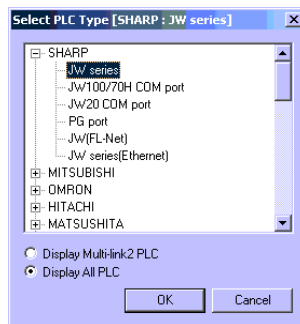 Select PLC Type [SHARP : JW series]
SHARP
JW series
JW100/70H COM port
JW20 COM port
PG port
JW(FL-Net)
JW series(Ethernet)
MITSUBISHI
OMRON
HITACHI
MATSUSHITA
Display Multi-link2 PLC
Display All PLC
OK Cancel